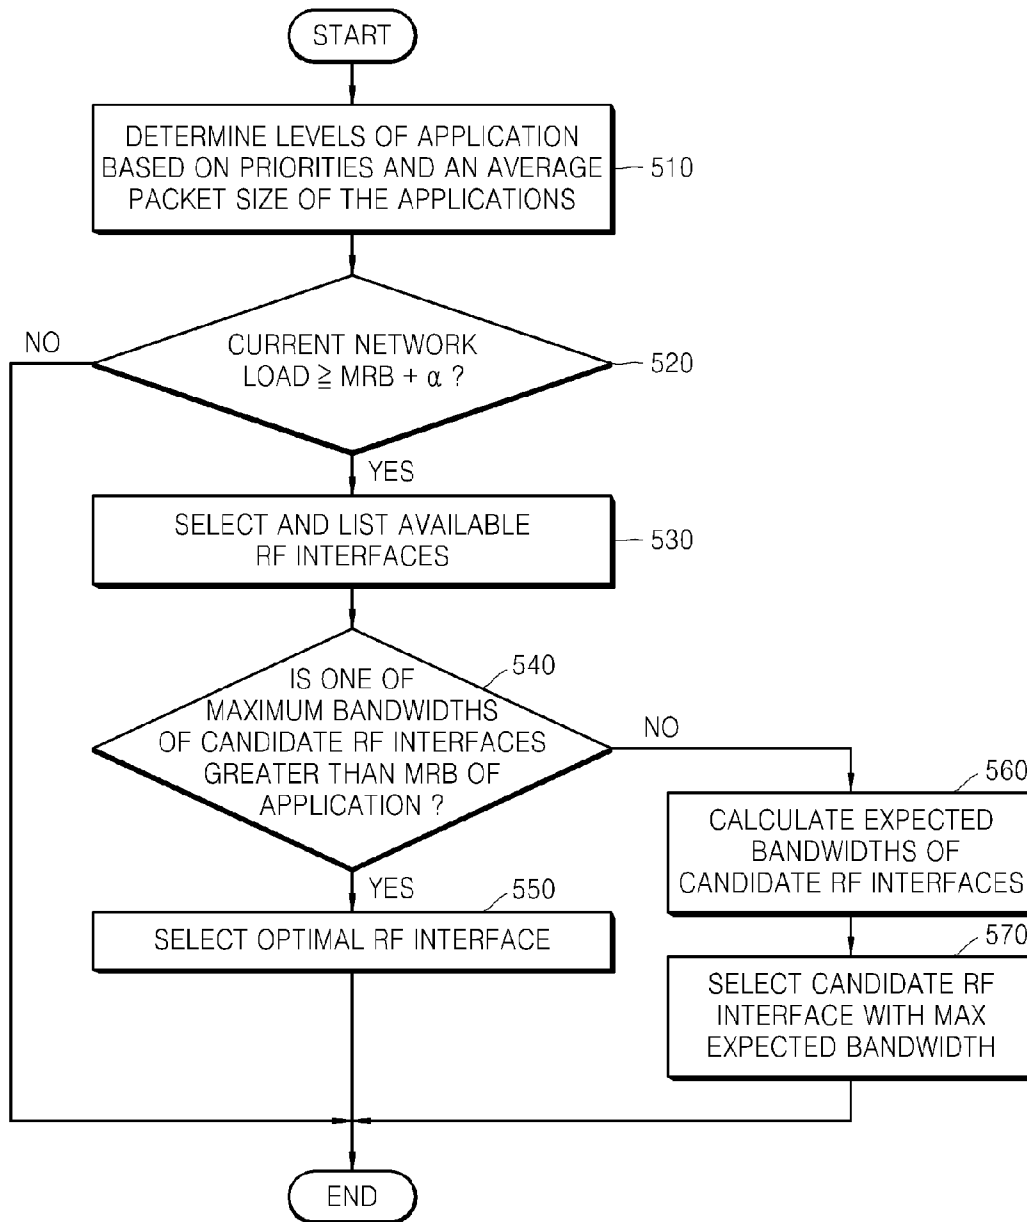 START
DETERMINE LEVELS OF APPLICATION
BASED ON PRIORITIES AND AN AVERAGE
PACKET SIZE OF THE APPLICATIONS
510
NO
CURRENT NETWORK
LOAD ≧ MRB + α ?
520
YES
SELECT AND LIST AVAILABLE
RF INTERFACES
530
540
IS ONE OF
MAXIMUM BANDWIDTHS
OF CANDIDATE RF INTERFACES
GREATER THAN MRB OF
APPLICATION ?
NO
YES
560
CALCULATE EXPECTED
BANDWIDTHS OF
CANDIDATE RF INTERFACES
550
SELECT OPTIMAL RF INTERFACE
570
SELECT CANDIDATE RF
INTERFACE WITH MAX
EXPECTED BANDWIDTH
END